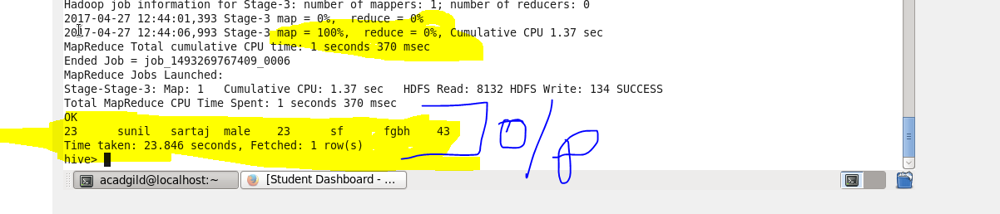 Hadoop job information for Stage-3: number of mappers: 1; number of reducers: 0
2017-04-27 12:44:01,393 Stage-3 map = 0%,  reduce = 0%
2017-04-27 12:44:06,993 Stage-3 map = 100%,  reduce = 0%, Cumulative CPU 1.37 sec
MapReduce Total cumulative CPU time: 1 seconds 370 msec
Ended Job = job_1493269767409_0006
MapReduce Jobs Launched:
Stage-Stage-3: Map: 1   Cumulative CPU: 1.37 sec   HDFS Read: 8132 HDFS Write: 134 SUCCESS
Total MapReduce CPU Time Spent: 1 seconds 370 msec
OK
23	sunil	sartaj	male	23	sf	fgbh	43
Time taken: 23.846 seconds, Fetched: 1 row(s)
hive>
O/P
acadgild@localhost:~ [Student Dashboard - ...